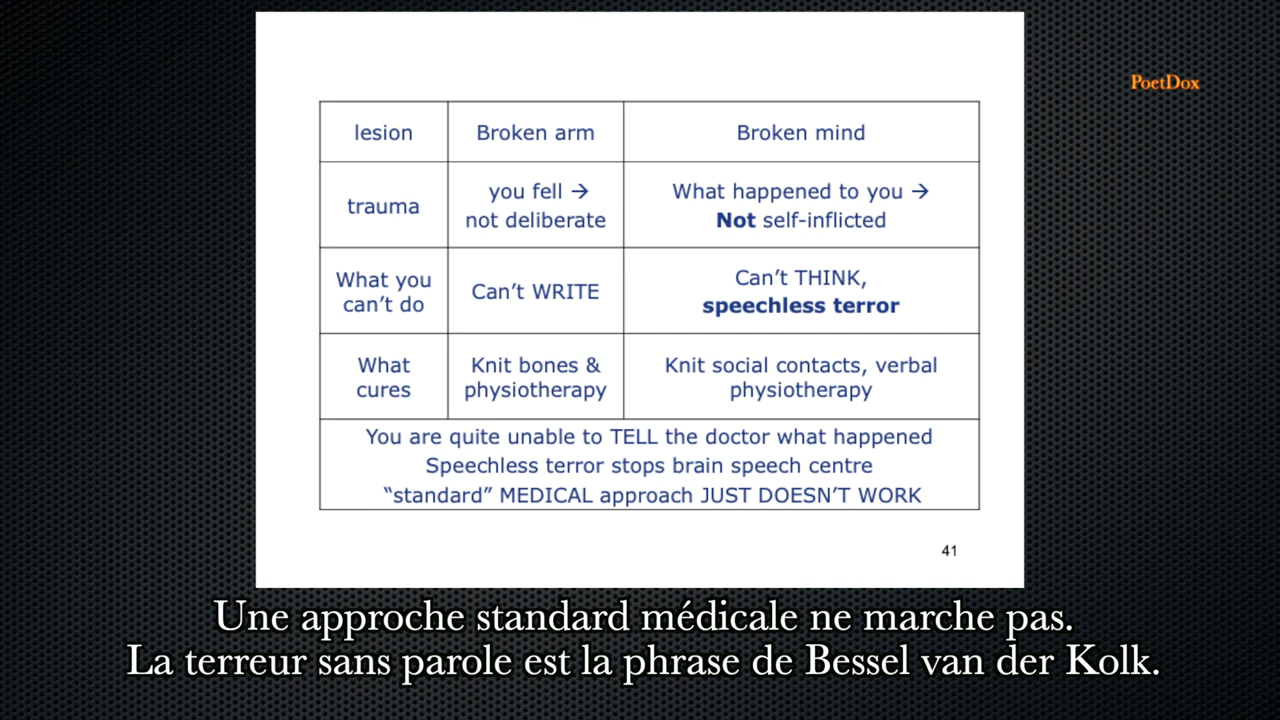 PoetDox
lesion
Broken arm
Broken mind
trauma
you fell →
not deliberate
What happened to you →
Not self-inflicted
What you
can't do
Can't WRITE
Can't THINK,
speechless terror
What
cures
Knit bones &
physiotherapy
Knit social contacts, verbal
physiotherapy
You are quite unable to TELL the doctor what happened
Speechless terror stops brain speech centre
“standard” MEDICAL approach JUST DOESN'T WORK
41
Une approche standard médicale ne marche pas.
La terreur sans parole est la phrase de Bessel van der Kolk.